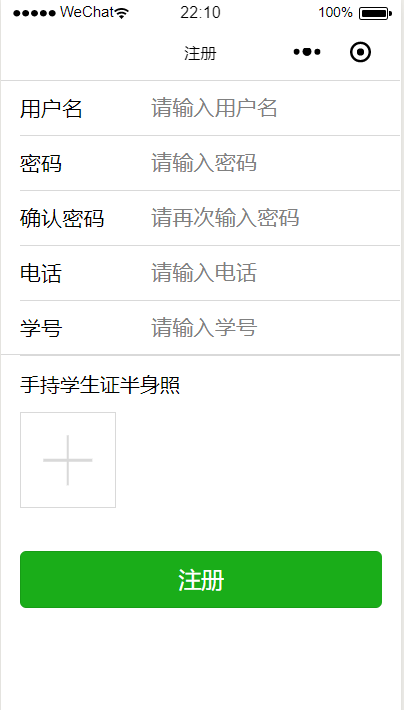 WeChat 22:10 100%
注册
用户名 请输入用户名
密码 请输入密码
确认密码 请再次输入密码
电话 请输入电话
学号 请输入学号
手持学生证半身照
注册